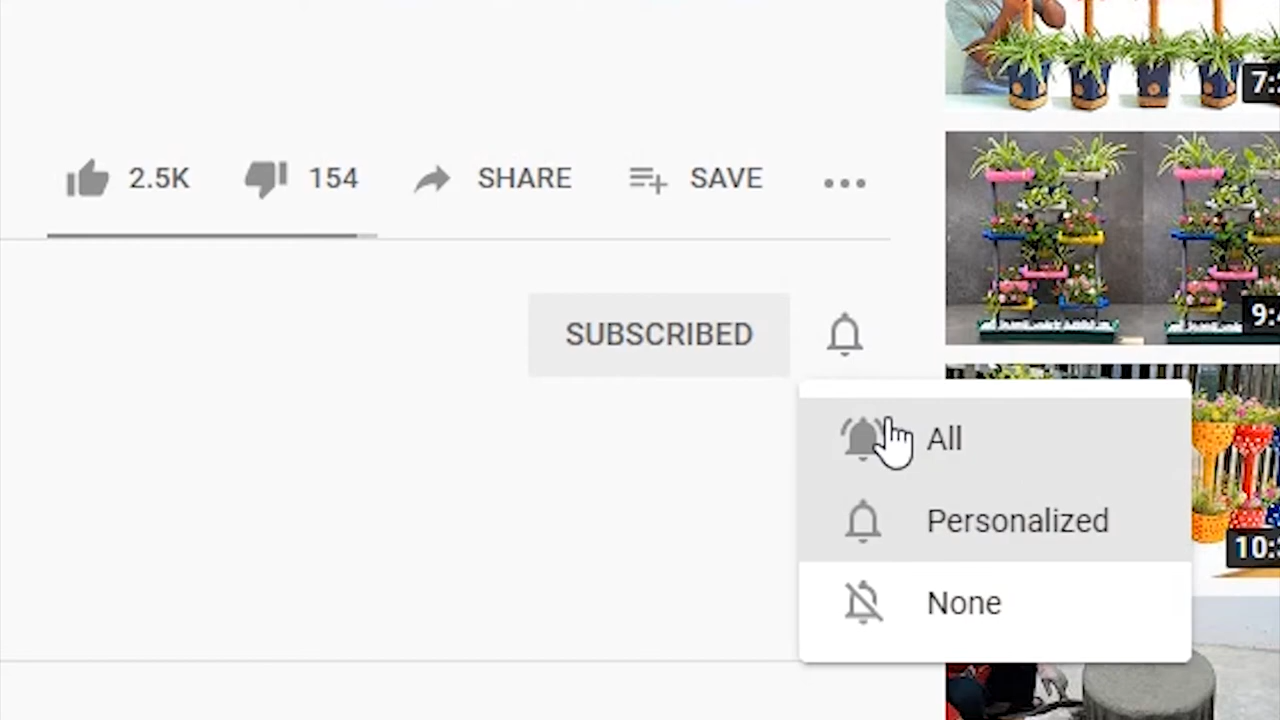 2.5K 154 SHARE SAVE
SUBSCRIBED
All
Personalized
None